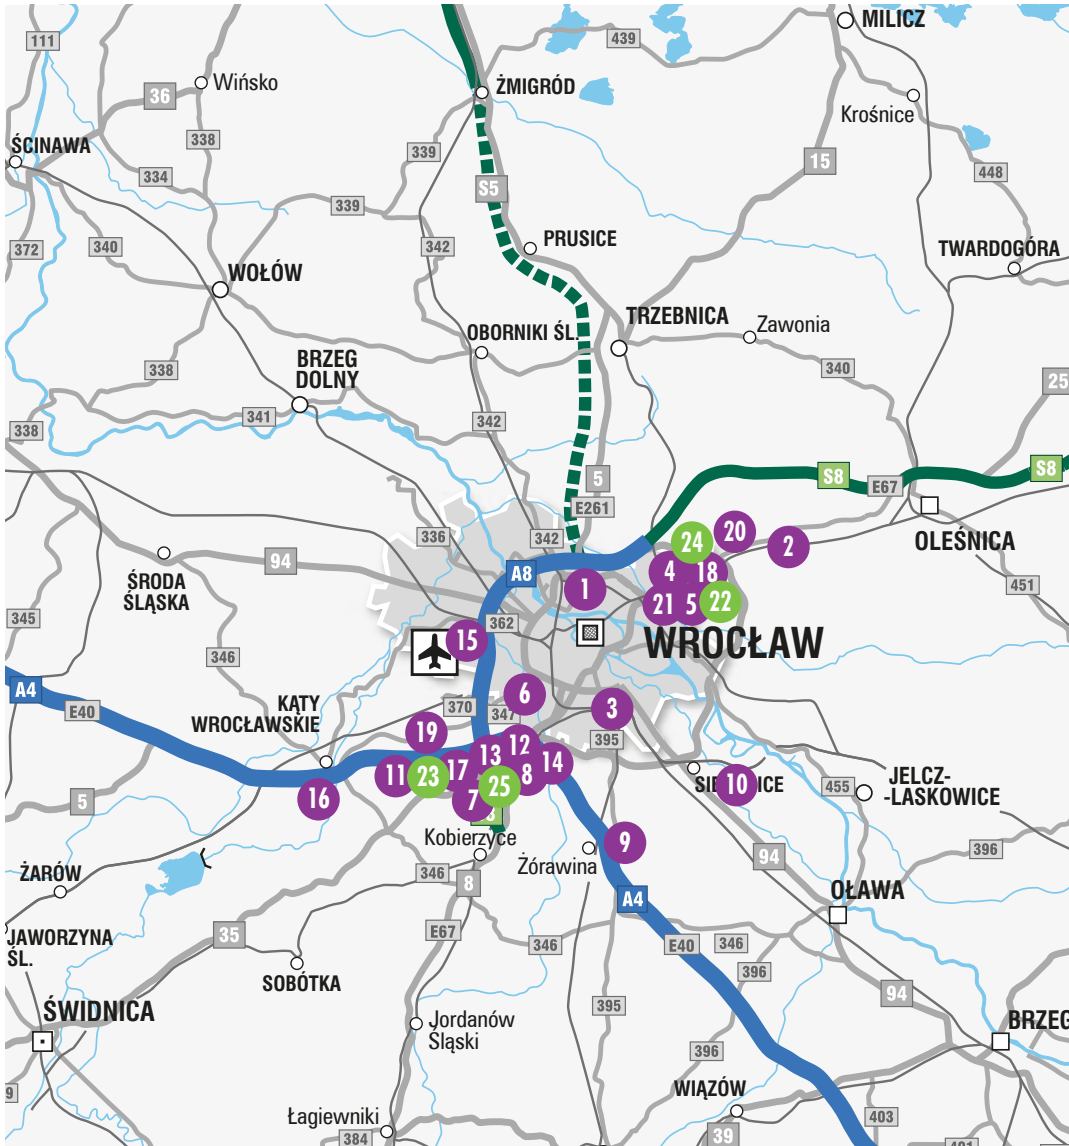 MILICZ
439
111
Wińsko
ŻMIGRÓD
36
Krośnice
338
ŚCINAWA
339
15
334
S5
448
339
372
340
342
PRUSICE
TWARDOGÓRA
WOŁÓW
TRZEBNICA
Zawonia
OBORNIKI ŚL.
BRZEG
DOLNY
338
340
25
341
342
338
5
S8
S8
E67
E261
OLEŚNICA
336
342
24
20
2
94
ŚRODA
ŚLĄSKA
A8
4
18
1
451
21
5
22
345
362
15
WROCŁAW
346
A4
E40
KĄTY
WROCŁAWSKIE
370
6
347
3
19
395
12
13
14
11
23
17
8
25
10
16
7
5
455
JELCZ-
-LASKOWICE
Kobierzyce
Żórawina
9
396
346
94
ŻARÓW
8
A4
OŁAWA
35
E67
346
E40
346
JAWORZYNA
ŚL.
396
SOBÓTKA
94
ŚWIDNICA
395
Jordanów
Śląski
BRZEG
396
9
WIĄZÓW
Łagiewniki
403
384
39